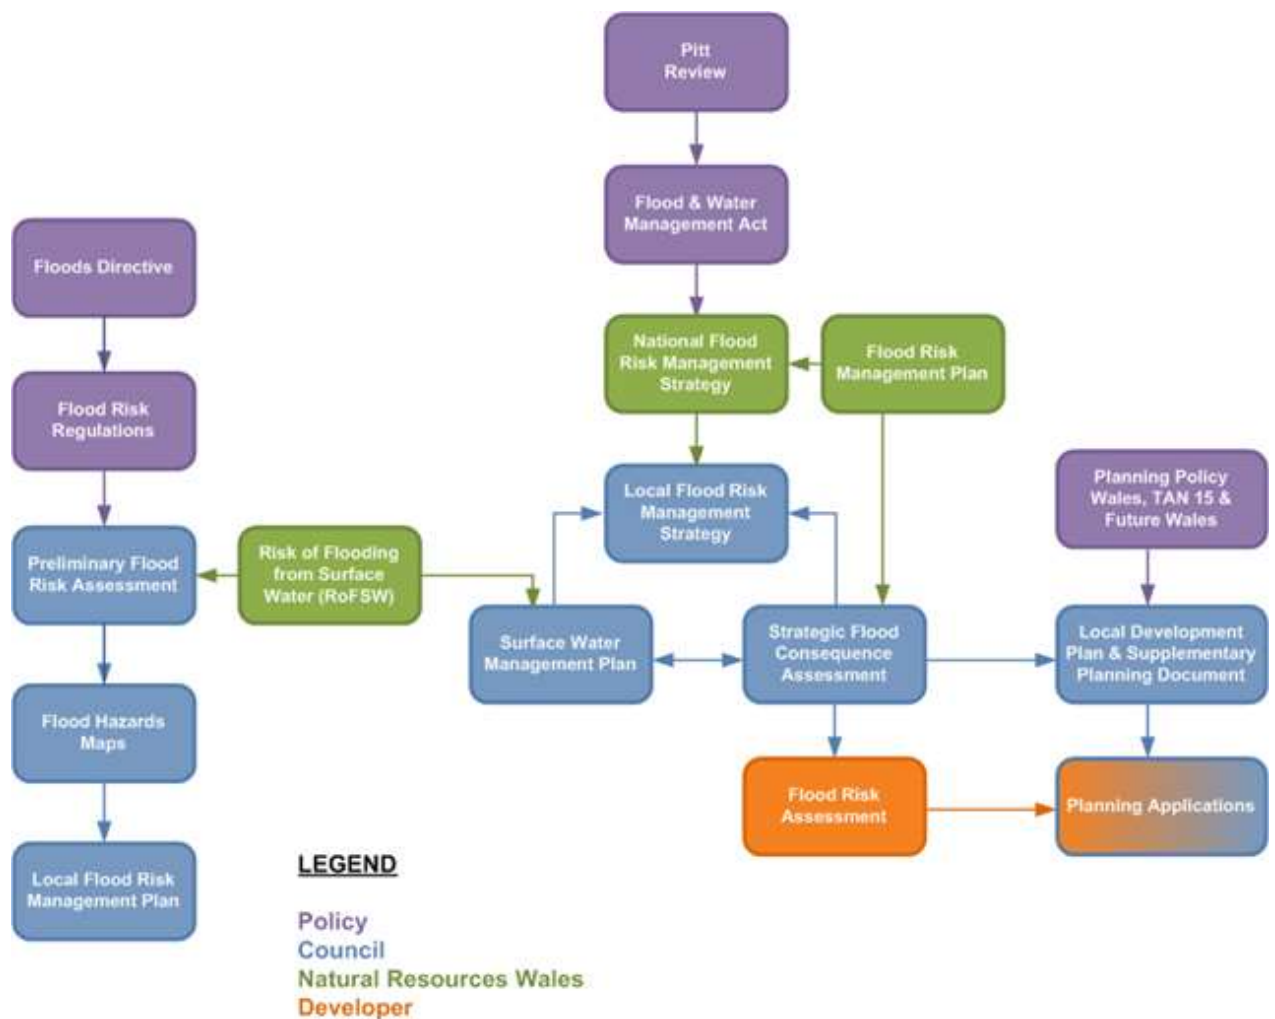 Pitt
Review
Flood & Water
Management Act
Floods Directive
National Flood
Risk Management
Strategy
Flood Risk
Management Plan
Flood Risk
Regulations
Local Flood Risk
Management
Strategy
Planning Policy
Wales, TAN 15 &
Future Wales
Preliminary Flood
Risk Assessment
Risk of Flooding
from Surface
Water (RoFSW)
Surface Water
Management Plan
Strategic Flood
Consequence
Assessment
Local Development
Plan & Supplementary
Planning Document
Flood Hazards
Maps
Flood Risk
Assessment
Planning Applications
Local Flood Risk
Management Plan
LEGEND
Policy
Council
Natural Resources Wales
Developer